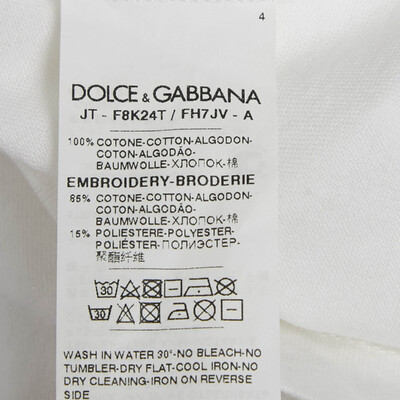 4
DOLCE & GABBANA
JT - F8K24T / FH7JV - A
100% COTONE-COTTON-ALGODON-
COTON-ALGODÃO-
BAUMWOLLE-ХЛОПОК-棉
EMBROIDERY-BRODERIE
85% COTONE-COTTON-ALGODON-
COTON-ALGODÃO-
BAUMWOLLE-ХЛОПОК-棉
15% POLIESTERE-POLYESTER-
POLIÉSTER-ПОЛИЭСТЕР-
聚酯纤维
30
30
WASH IN WATER 30°-NO BLEACH-NO
TUMBLER-DRY FLAT-COOL IRON-NO
DRY CLEANING-IRON ON REVERSE
SIDE